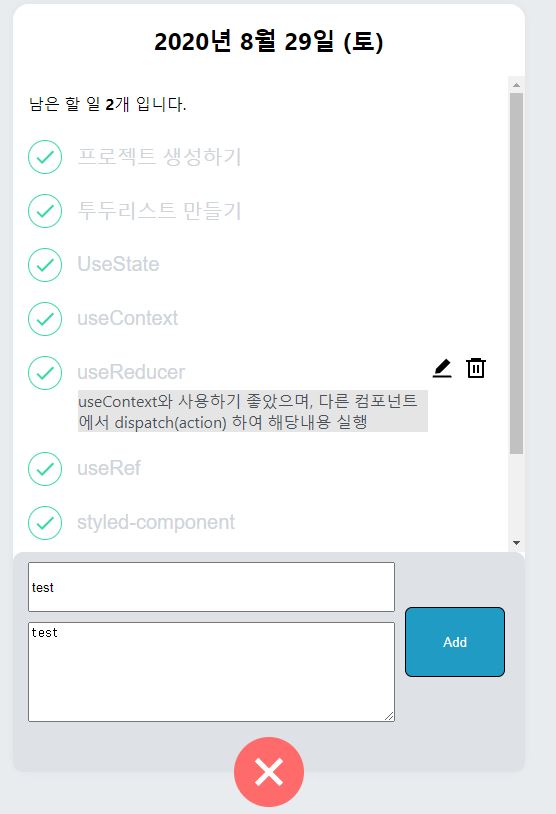 2020년 8월 29일 (토)
남은 할 일 2개 입니다.
프로젝트 생성하기
투두리스트 만들기
UseState
useContext
useReducer
useContext와 사용하기 좋았으며, 다른 컴포넌트
에서 dispatch(action) 하여 해당내용 실행
useRef
styled-component
test
test
Add